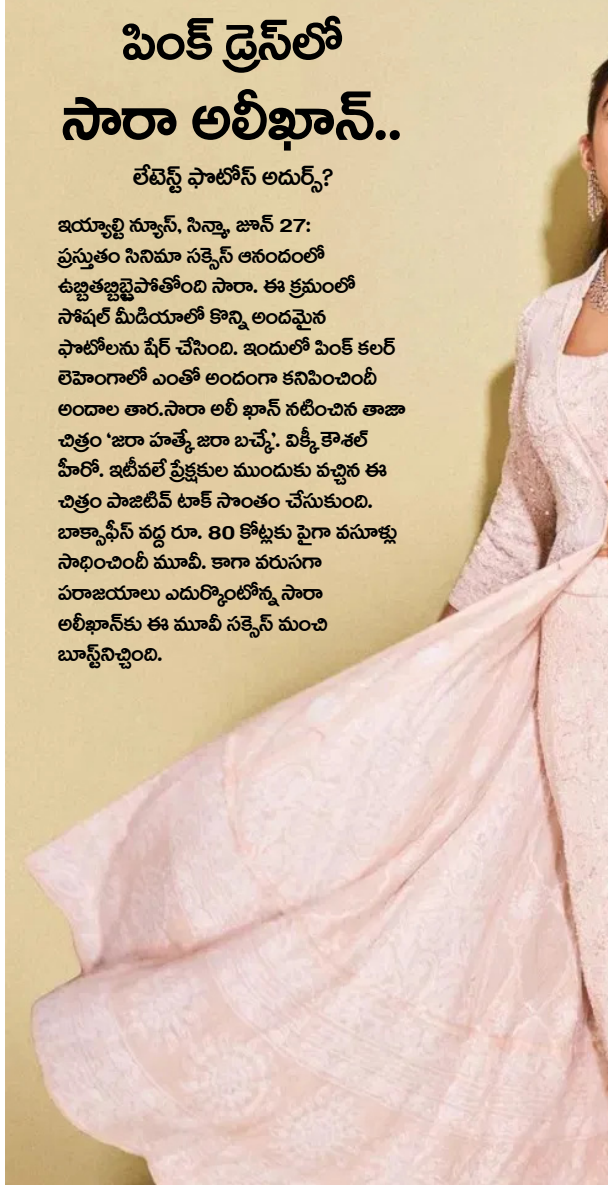 పింక్ డ్రెస్‌లో
సారా అలీఖాన్..
లేటెస్ట్ ఫొటోస్ అదుర్స్?
ఇయ్యాల్టి న్యూస్, సిన్మా, జూన్ 27:
ప్రస్తుతం సినిమా సక్సెస్ ఆనందంలో
ఉబ్బితబ్బిబ్బైపోతోంది సారా. ఈ క్రమంలో
సోషల్ మీడియాలో కొన్ని అందమైన
ఫొటోలను షేర్ చేసింది. ఇందులో పింక్ కలర్
లెహెంగాలో ఎంతో అందంగా కనిపించిందీ
అందాల తార.సారా అలీ ఖాన్ నటించిన తాజా
చిత్రం ‘జరా హత్కే జరా బచ్కే’. విక్కీ కౌశల్
హీరో. ఇటీవలే ప్రేక్షకుల ముందుకు వచ్చిన ఈ
చిత్రం పాజిటివ్ టాక్ సొంతం చేసుకుంది.
బాక్సాఫీస్ వద్ద రూ. 80 కోట్లకు పైగా వసూళ్లు
సాధించిందీ మూవీ. కాగా వరుసగా
పరాజయాలు ఎదుర్కొంటోన్న సారా
అలీఖాన్‌కు ఈ మూవీ సక్సెస్ మంచి
బూస్ట్‌నిచ్చింది.